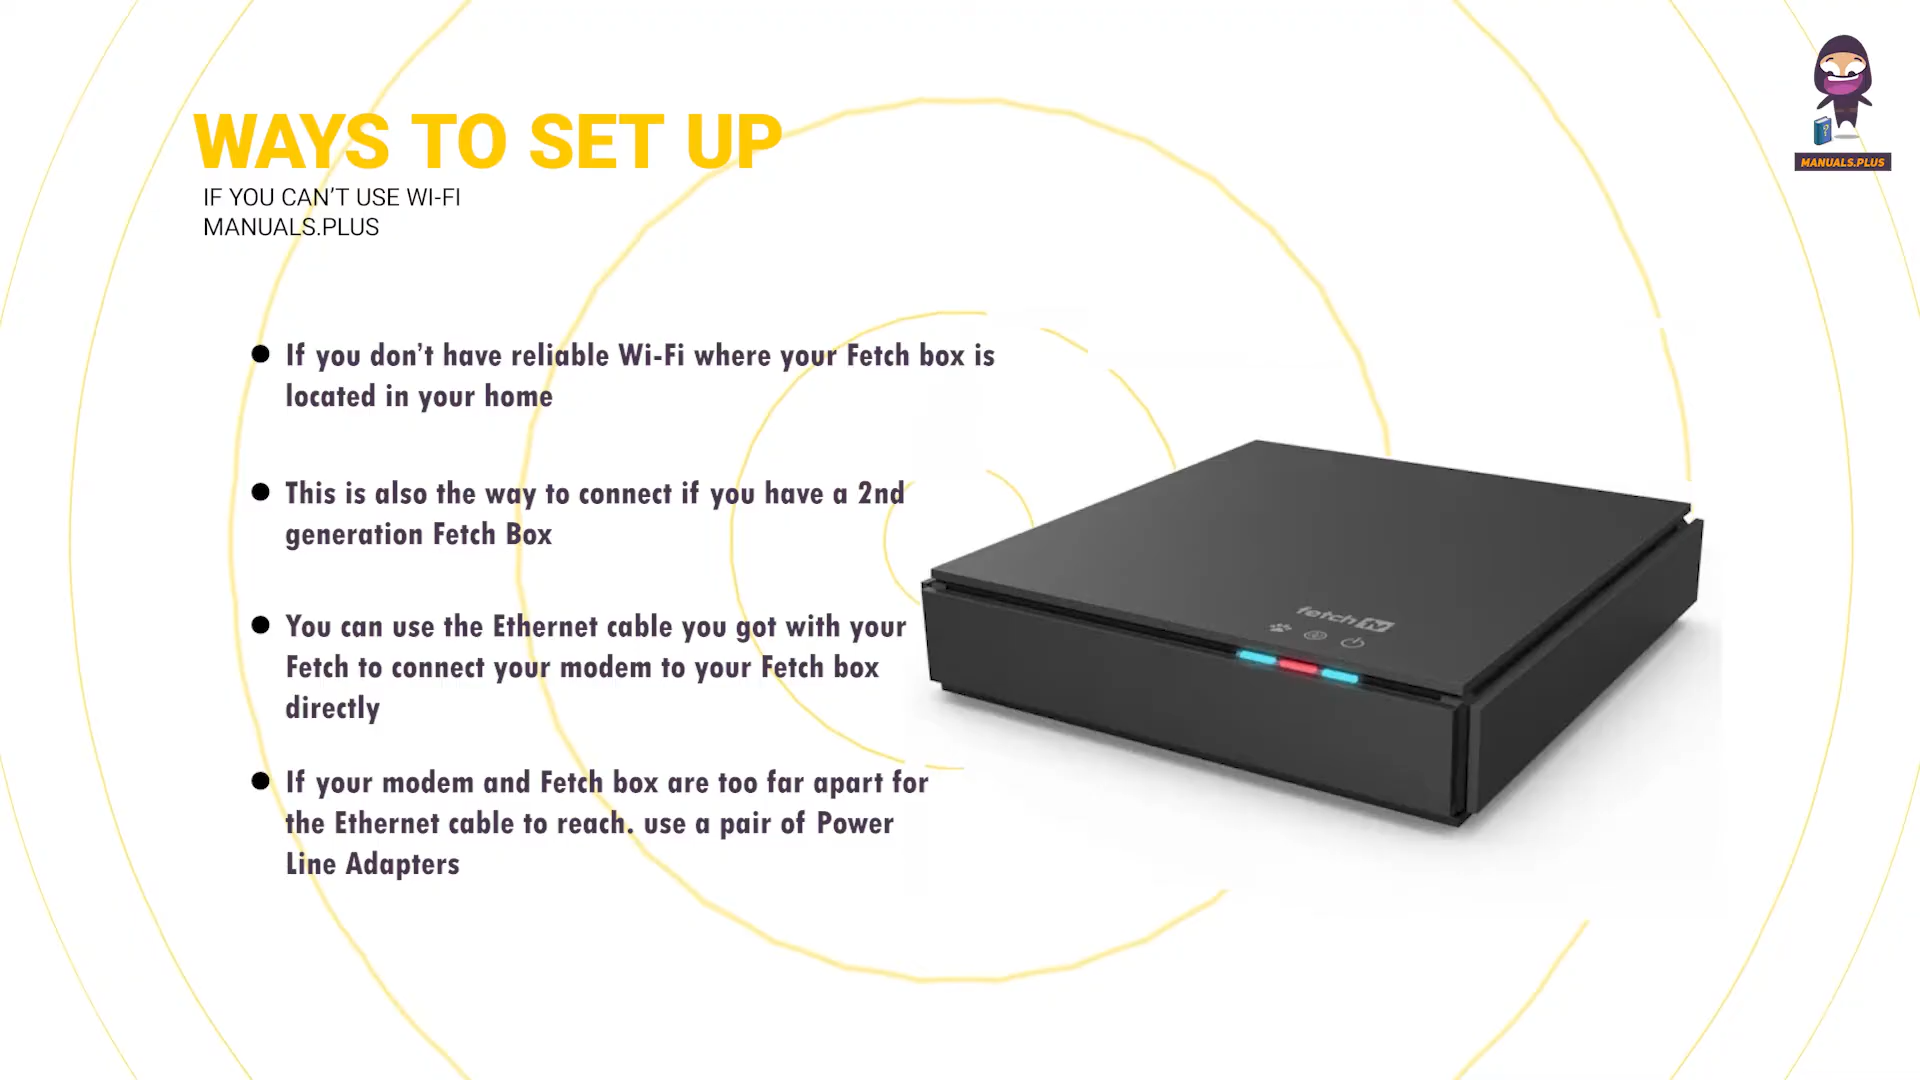 WAYS TO SET UP
IF YOU CAN'T USE WI-FI
MANUALS.PLUS
MANUALS.PLUS
?
If you don't have reliable Wi-Fi where your Fetch box is
located in your home
This is also the way to connect if you have a 2nd
generation Fetch Box
You can use the Ethernet cable you got with your
Fetch to connect your modem to your Fetch box
directly
If your modem and Fetch box are too far apart for
the Ethernet cable to reach. use a pair of Power
Line Adapters
fetch tv